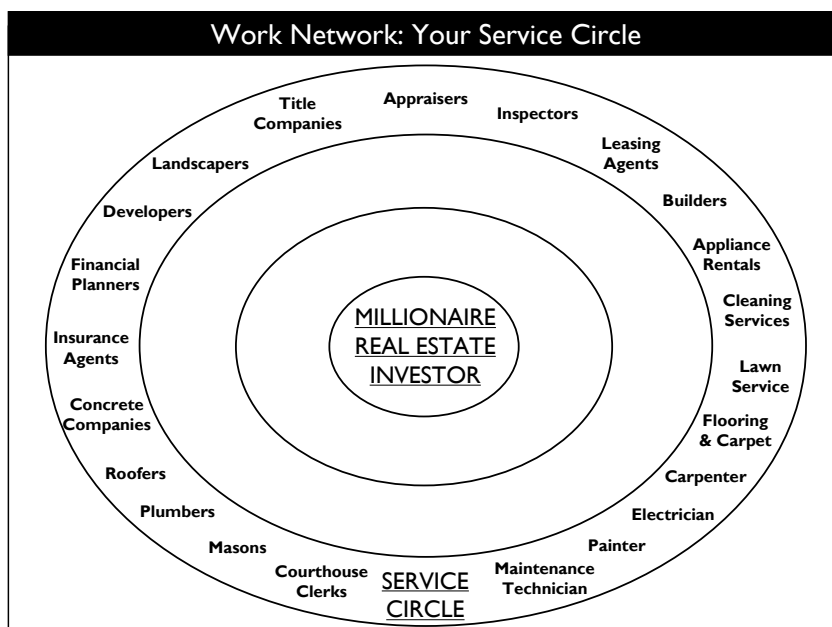 Work Network: Your Service Circle
Appraisers
Title
Companies
Inspectors
Landscapers
Leasing
Agents
Developers
Builders
Financial
Planners
Appliance
Rentals
MILLIONAIRE
REAL ESTATE
INVESTOR
Cleaning
Services
Insurance
Agents
Lawn
Service
Concrete
Companies
Flooring
& Carpet
Roofers
Carpenter
Plumbers
Electrician
Masons
Painter
Courthouse
Clerks
SERVICE
CIRCLE
Maintenance
Technician